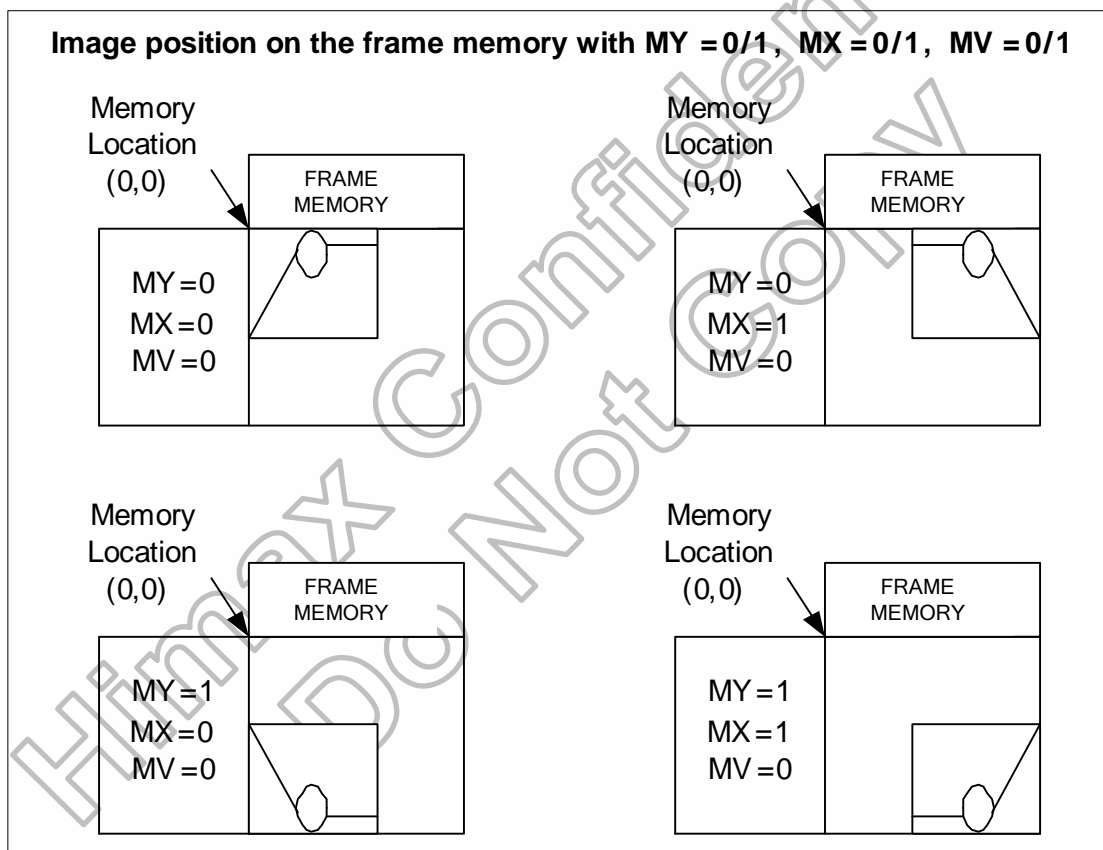 Image position on the frame memory with MY =0/1, MX =0/1, MV =0/1
Memory
Location
(0,0)
FRAME
MEMORY
MY=0
MX=0
MV=0
Memory
Location
(0,0)
FRAME
MEMORY
MY=0
MX=1
MV=0
Memory
Location
(0,0)
FRAME
MEMORY
MY=1
MX=0
MV=0
Memory
Location
(0,0)
FRAME
MEMORY
MY=1
MX=1
MV=0
Himax Confiden
Do Not Copy